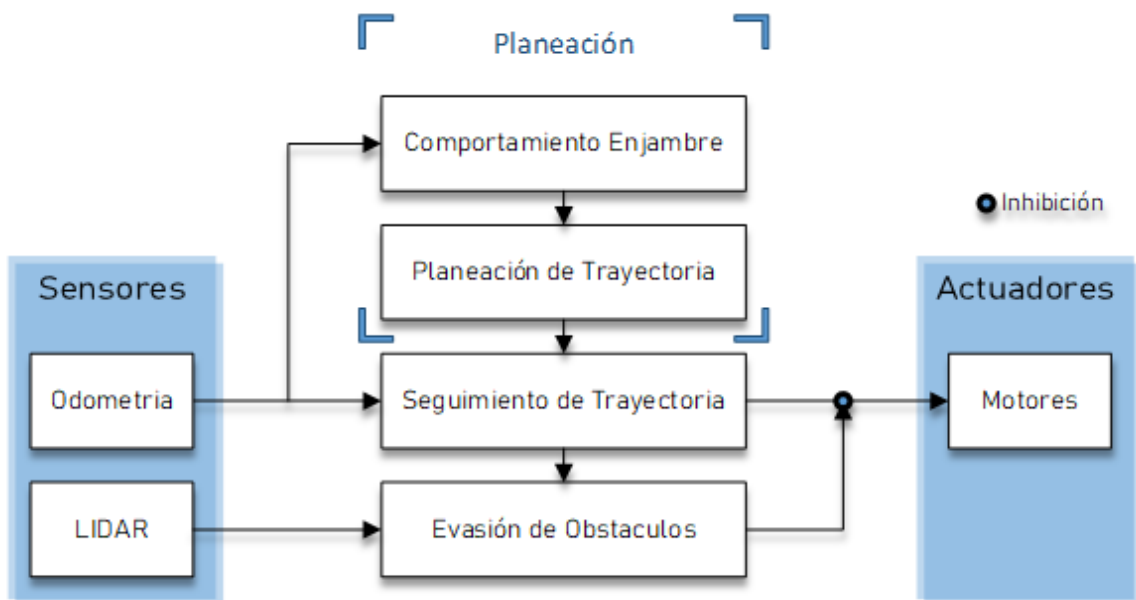 Planeación
Comportamiento Enjambre
Inhibición
Planeación de Trayectoria
Sensores
Actuadores
Odometria
Seguimiento de Trayectoria
Motores
LIDAR
Evasión de Obstaculos